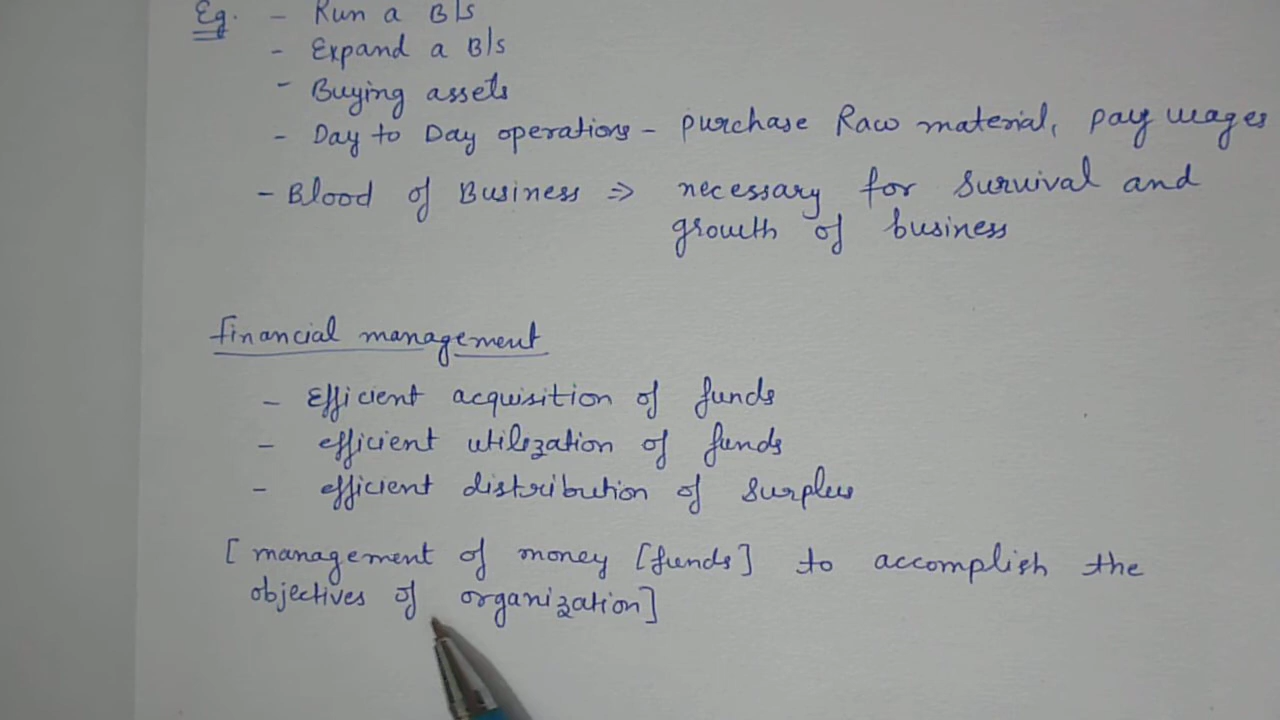 Eg. - Run a B/s
- Expand a B/s
- Buying assets
- Day to Day operations - purchase Raw material, pay wages
- Blood of Business ⇒ necessary for survival and
growth of business
financial management
- Efficient acquisition of funds
- efficient utilization of funds
- efficient distribution of surplus
[ management of money [funds] to accomplish the
objectives of organization]